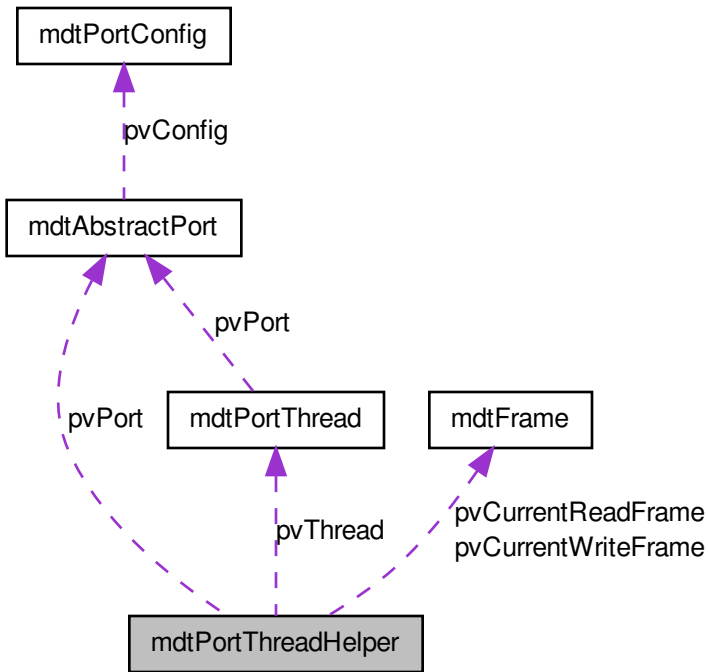 mdtPortConfig
pvConfig
mdtAbstractPort
pvPort
mdtPortThread
mdtFrame
pvPort
pvCurrentReadFrame
pvThread
pvCurrentWriteFrame
mdtPortThreadHelper